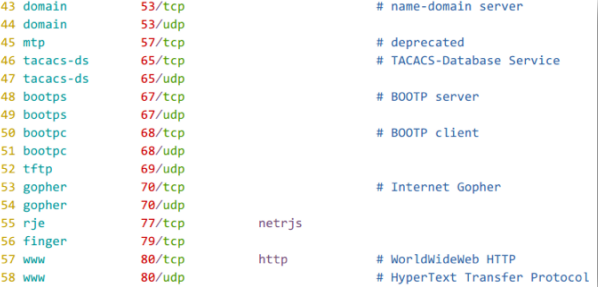 43 domain 53/tcp # name-domain server
44 domain 53/udp
45 mtp 57/tcp # deprecated
46 tacacs-ds 65/tcp # TACACS-Database Service
47 tacacs-ds 65/udp
48 bootps 67/tcp # BOOTP server
49 bootps 67/udp
50 bootpc 68/tcp # BOOTP client
51 bootpc 68/udp
52 tftp 69/udp
53 gopher 70/tcp # Internet Gopher
54 gopher 70/udp
55 rje 77/tcp netrjs
56 finger 79/tcp
57 www 80/tcp http # WorldWideWeb HTTP
58 www 80/udp # HyperText Transfer Protocol